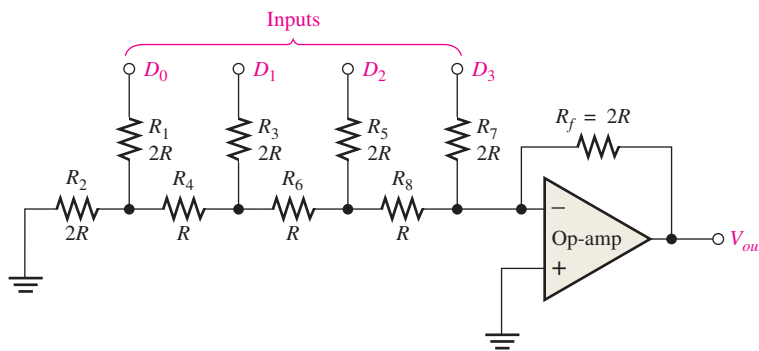 Inputs
D0 D1 D2 D3
R1 R3 R5 R7 Rf = 2R
2R 2R 2R 2R
R2 R4 R6 R8
2R R R R
−
Op-amp
+
Vou